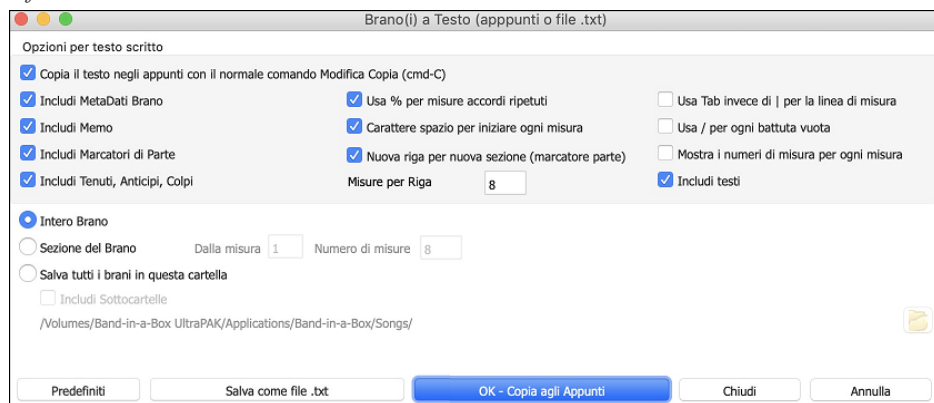 Brano(i) a Testo (apppunti o file .txt)
Opzioni per testo scritto
Copia il testo negli appunti con il normale comando Modifica Copia (cmd-C)
Includi MetaDati Brano Usa % per misure accordi ripetuti Usa Tab invece di | per la linea di misura
Includi Memo Carattere spazio per iniziare ogni misura Usa / per ogni battuta vuota
Includi Marcatori di Parte Nuova riga per nuova sezione (marcatore parte) Mostra i numeri di misura per ogni misura
Includi Tenuti, Anticipi, Colpi Misure per Riga 8 Includi testi
Intero Brano
Sezione del Brano Dalla misura 1 Numero di misure 8
Salva tutti i brani in questa cartella
Includi Sottocartelle
/Volumes/Band-in-a-Box UltraPAK/Applications/Band-in-a-Box/Songs/
Predefiniti Salva come file .txt OK - Copia agli Appunti Chiudi Annulla